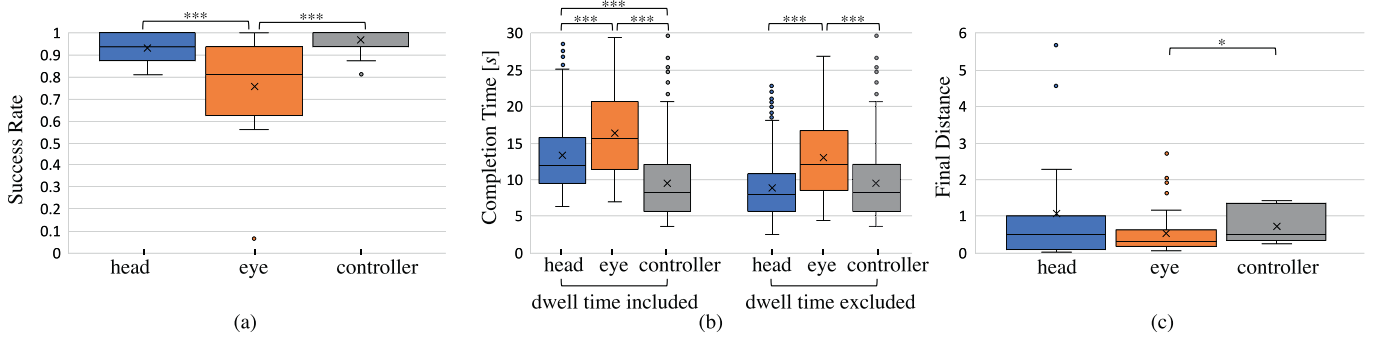 Success Rate
1
0.9
0.8
0.7
0.6
0.5
0.4
0.3
0.2
0.1
0
***
***
head
eye
controller
(a)
Completion Time [s]
30
25
20
15
10
5
0
***
***
***
***
***
head
eye
controller
head
eye
controller
dwell time included
dwell time excluded
(b)
Final Distance
6
5
4
3
2
1
0
*
head
eye
controller
(c)